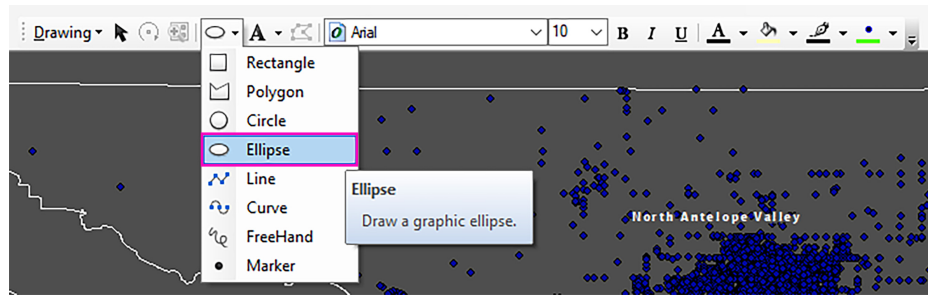 Drawing A Arial 10 B I U A
Rectangle
Polygon
Circle
Ellipse
Line
Curve
FreeHand
Marker
Ellipse
Draw a graphic ellipse.
North Antelope Valley